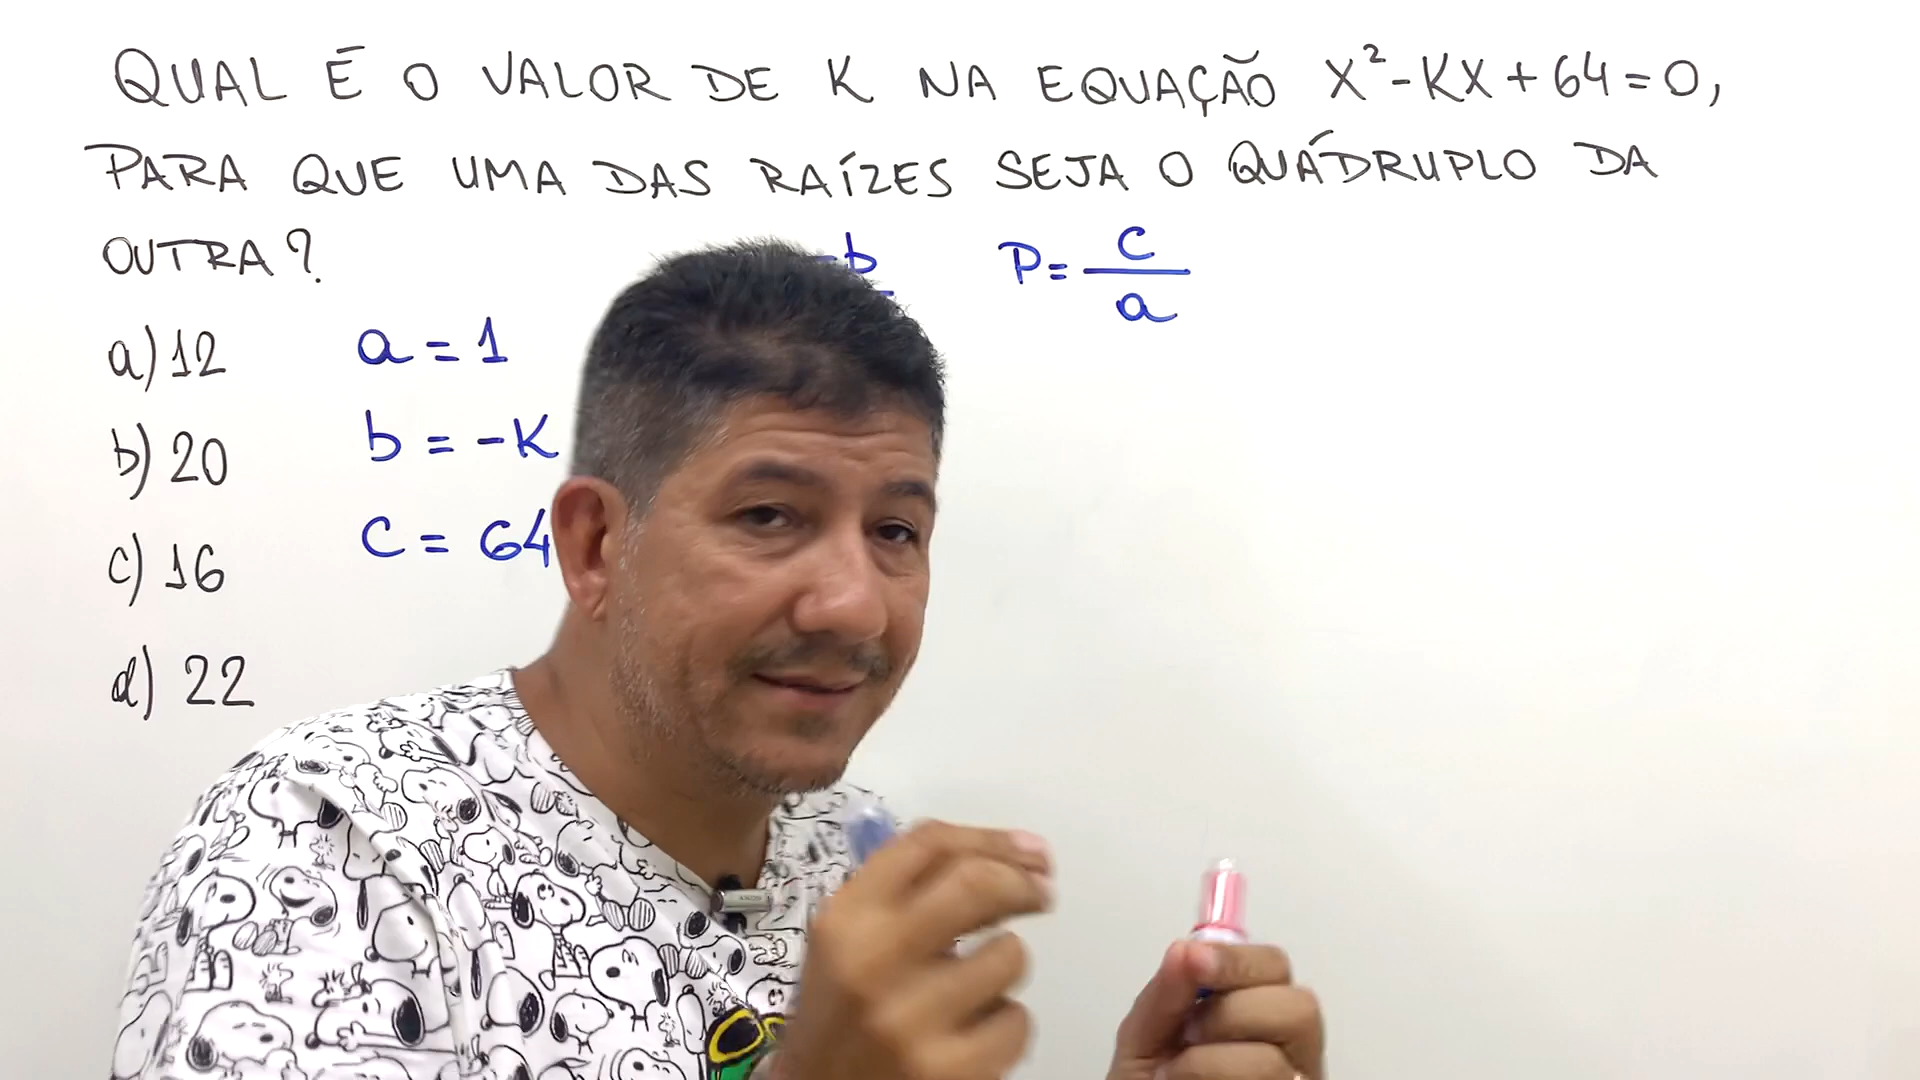 QUAL É O VALOR DE K NA EQUAÇÃO X²-KX+64=0,
PARA QUE UMA DAS RAÍZES SEJA O QUÁDRUPLO DA
OUTRA?
-b
P= c/a
a) 12
a = 1
b) 20
b = -K
c) 16
c = 64
d) 22